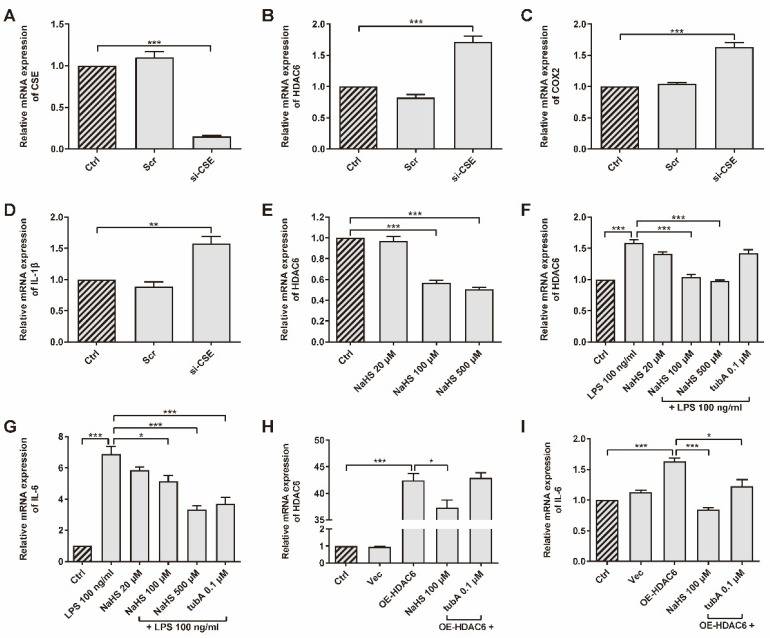 A
Relative mRNA expression
of CSE
1.5
1.0
0.5
0.0
***
Ctrl
Scr
si-CSE
B
Relative mRNA expression
of HDAC6
2.0
1.5
1.0
0.5
0.0
***
Ctrl
Scr
si-CSE
C
Relative mRNA expression
of COX2
2.0
1.5
1.0
0.5
0.0
***
Ctrl
Scr
si-CSE
D
Relative mRNA expression
of IL-1β
2.0
1.5
1.0
0.5
0.0
**
Ctrl
Scr
si-CSE
E
Relative mRNA expression
of HDAC6
1.2
1.0
0.8
0.6
0.4
0.2
0.0
***
***
Ctrl
NaHS 20 μM
NaHS 100 μM
NaHS 500 μM
F
Relative mRNA expression
of HDAC6
2.0
1.5
1.0
0.5
0.0
***
***
***
Ctrl
LPS 100 ng/ml
NaHS 20 μM
NaHS 100 μM
NaHS 500 μM
tubA 0.1 μM
+ LPS 100 ng/ml
G
Relative mRNA expression
of IL-6
8
6
4
2
0
***
***
***
*
Ctrl
LPS 100 ng/ml
NaHS 20 μM
NaHS 100 μM
NaHS 500 μM
tubA 0.1 μM
+ LPS 100 ng/ml
H
Relative mRNA expression
of HDAC6
45
40
35
2
1
0
***
*
Ctrl
Vec
OE-HDAC6
NaHS 100 μM
tubA 0.1 μM
OE-HDAC6 +
I
Relative mRNA expression
of IL-6
2.0
1.5
1.0
0.5
0.0
***
*
***
Ctrl
Vec
OE-HDAC6
NaHS 100 μM
tubA 0.1 μM
OE-HDAC6 +